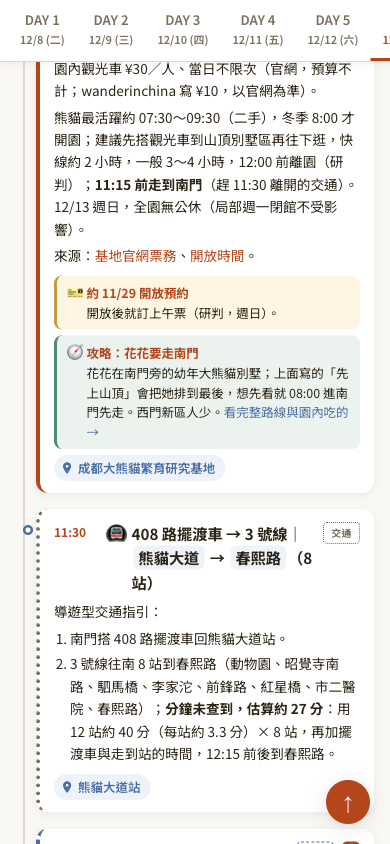 DAY 1 DAY 2 DAY 3 DAY 4 DAY 5
12/8 (二) 12/9 (三) 12/10 (四) 12/11 (五) 12/12 (六)
園內觀光車 ¥30／人、當日不限次（官網，預算不
計；wanderinchina 寫 ¥10，以官網為準）。
熊貓最活躍約 07:30～09:30（二手），冬季 8:00 才
開園；建議先搭觀光車到山頂別墅區再往下逛，快
線約 2 小時，一般 3～4 小時，12:00 前離園（研
判）；11:15 前走到南門（趕 11:30 離開的交通）。
12/13 週日，全園無公休（局部週一閉館不受影
響）。
來源：基地官網票務、開放時間。
🎫 約 11/29 開放預約
開放後就訂上午票（研判，週日）。
🧭 攻略：花花要走南門
花花在南門旁的幼年大熊貓別墅；上面寫的「先
上山頂」會把她排到最後，想先看就 08:00 進南
門先走。西門新區人少。看完整路線與園內吃的
→
成都大熊貓繁育研究基地
11:30 🚇 408 路擺渡車 → 3 號線｜ 交通
熊貓大道 → 春熙路 （8
站）
導遊型交通指引：
1. 南門搭 408 路擺渡車回熊貓大道站。
2. 3 號線往南 8 站到春熙路（動物園、昭覺寺南
路、駟馬橋、李家沱、前鋒路、紅星橋、市二醫
院、春熙路）；分鐘未查到，估算約 27 分：用
12 站約 40 分（每站約 3.3 分）× 8 站，再加擺
渡車與走到站的時間，12:15 前後到春熙路。
熊貓大道站
↑